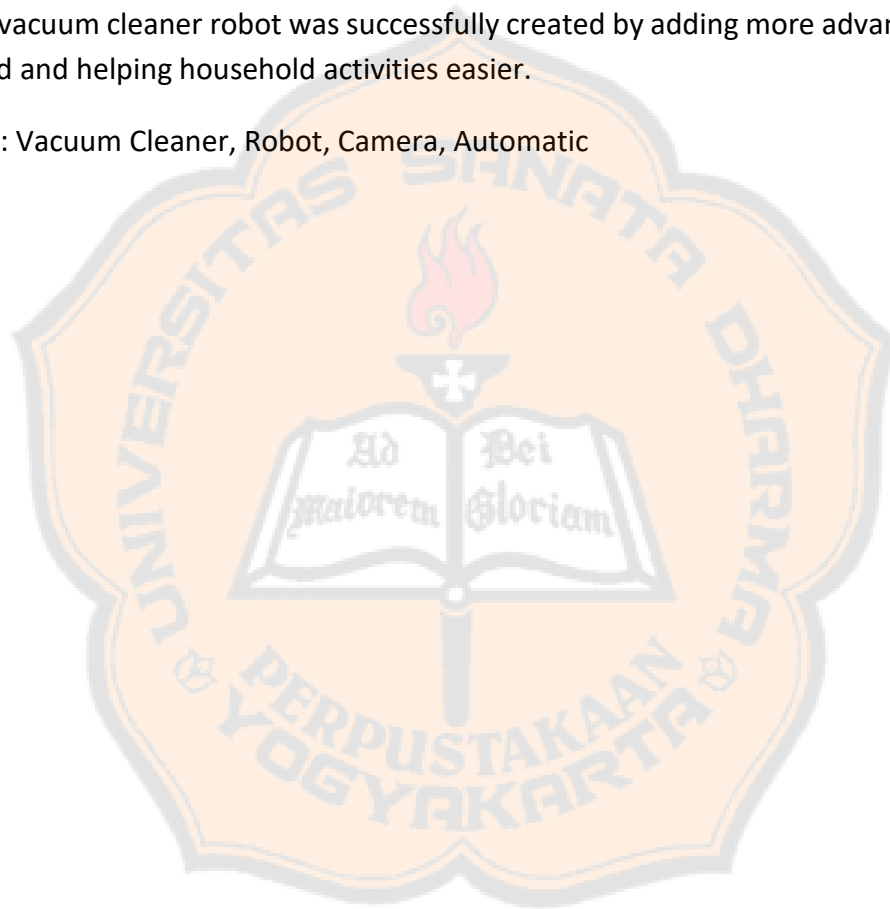 vacuum cleaner robot was successfully created by adding more advan
d and helping household activities easier.
: Vacuum Cleaner, Robot, Camera, Automatic
UNIVERSITAS SANATA DHARMA
Ad Dei
Maiorem Gloriam
PERPUSTAKAAN
YOGYAKARTA